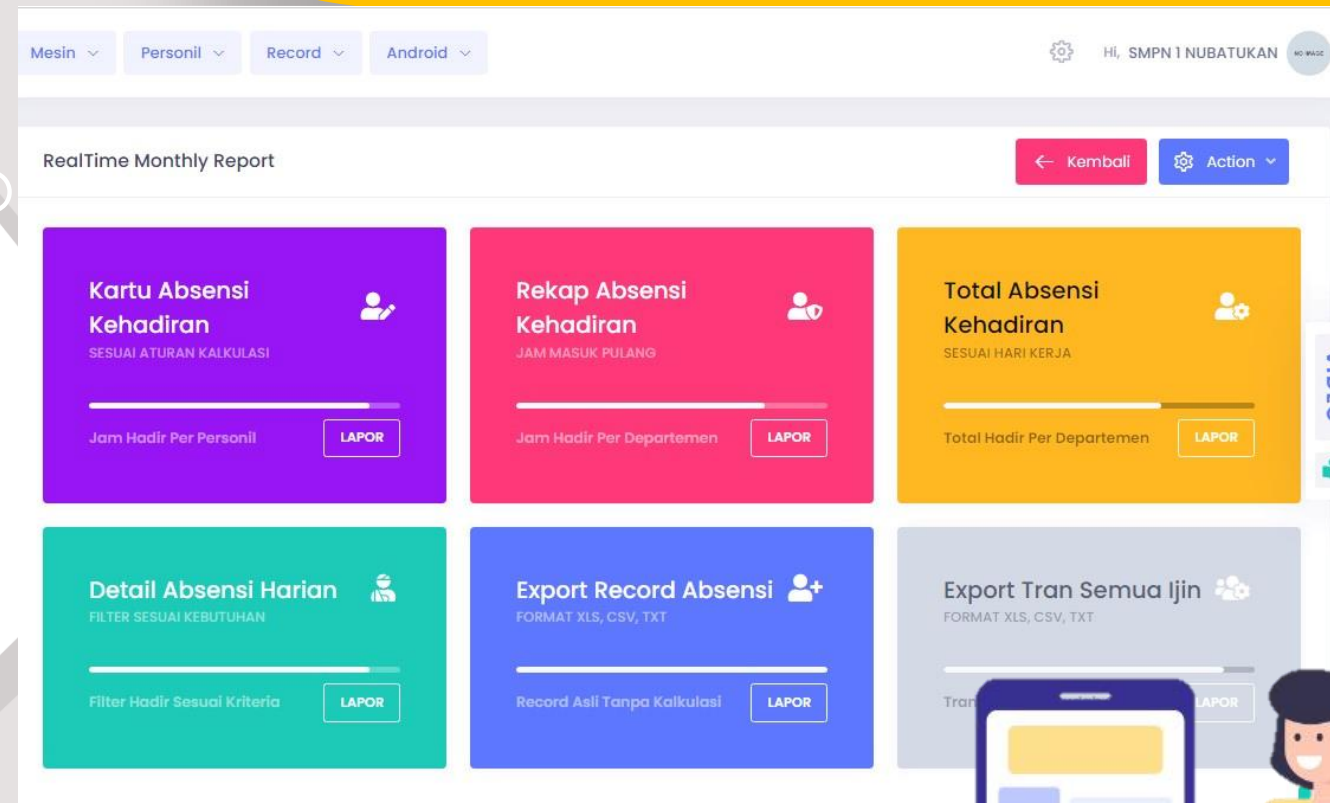 Mesin Personil Record Android Hi, SMPN 1 NUBATUKAN NO IMAGE
RealTime Monthly Report Kembali Action
Kartu Absensi
Kehadiran
SESUAI ATURAN KALKULASI
Jam Hadir Per Personil LAPOR
Rekap Absensi
Kehadiran
JAM MASUK PULANG
Jam Hadir Per Departemen LAPOR
Total Absensi
Kehadiran
SESUAI HARI KERJA
Total Hadir Per Departemen LAPOR
Detail Absensi Harian
FILTER SESUAI KEBUTUHAN
Filter Hadir Sesuai Kriteria LAPOR
Export Record Absensi
FORMAT XLS, CSV, TXT
Record Asli Tanpa Kalkulasi LAPOR
Export Tran Semua Ijin
FORMAT XLS, CSV, TXT
Tran LAPOR